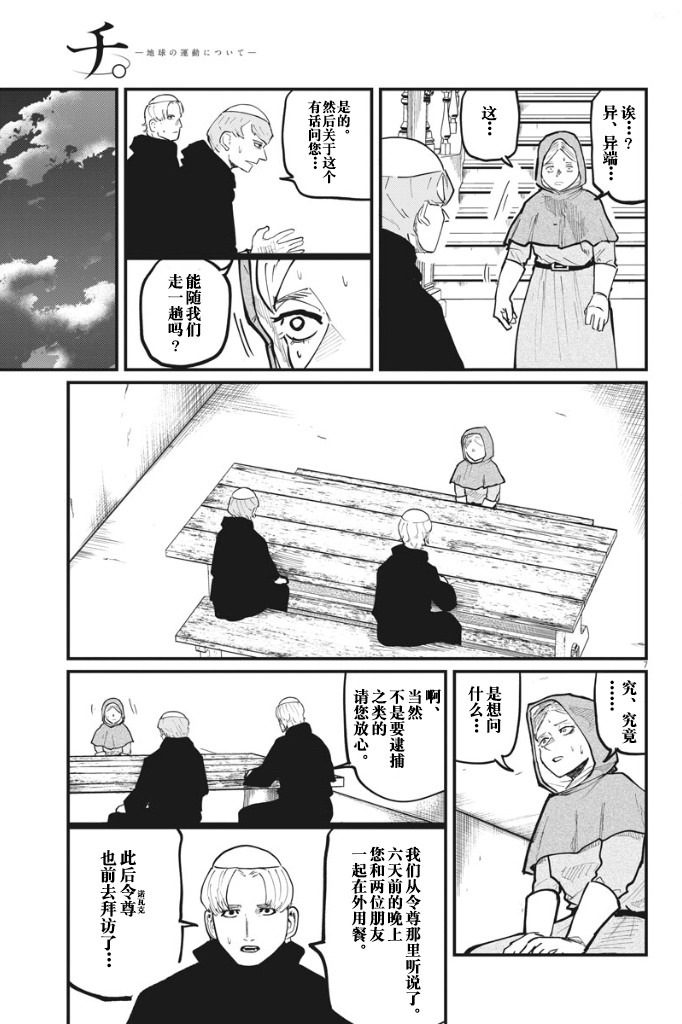 チ。
—地球の運動について—
诶…?
异、异端…
这…
是的。
然后关于这个
有话问您…
能随我们
走一趟吗?
7
究、究竟
……
是想问
什么…
啊、
当然
不是要逮捕
之类的
请您放心。
我们从令尊那里听说了。
六天前的晚上
您和两位朋友
一起在外用餐。
此后令尊
诺瓦克
也前去拜访了…